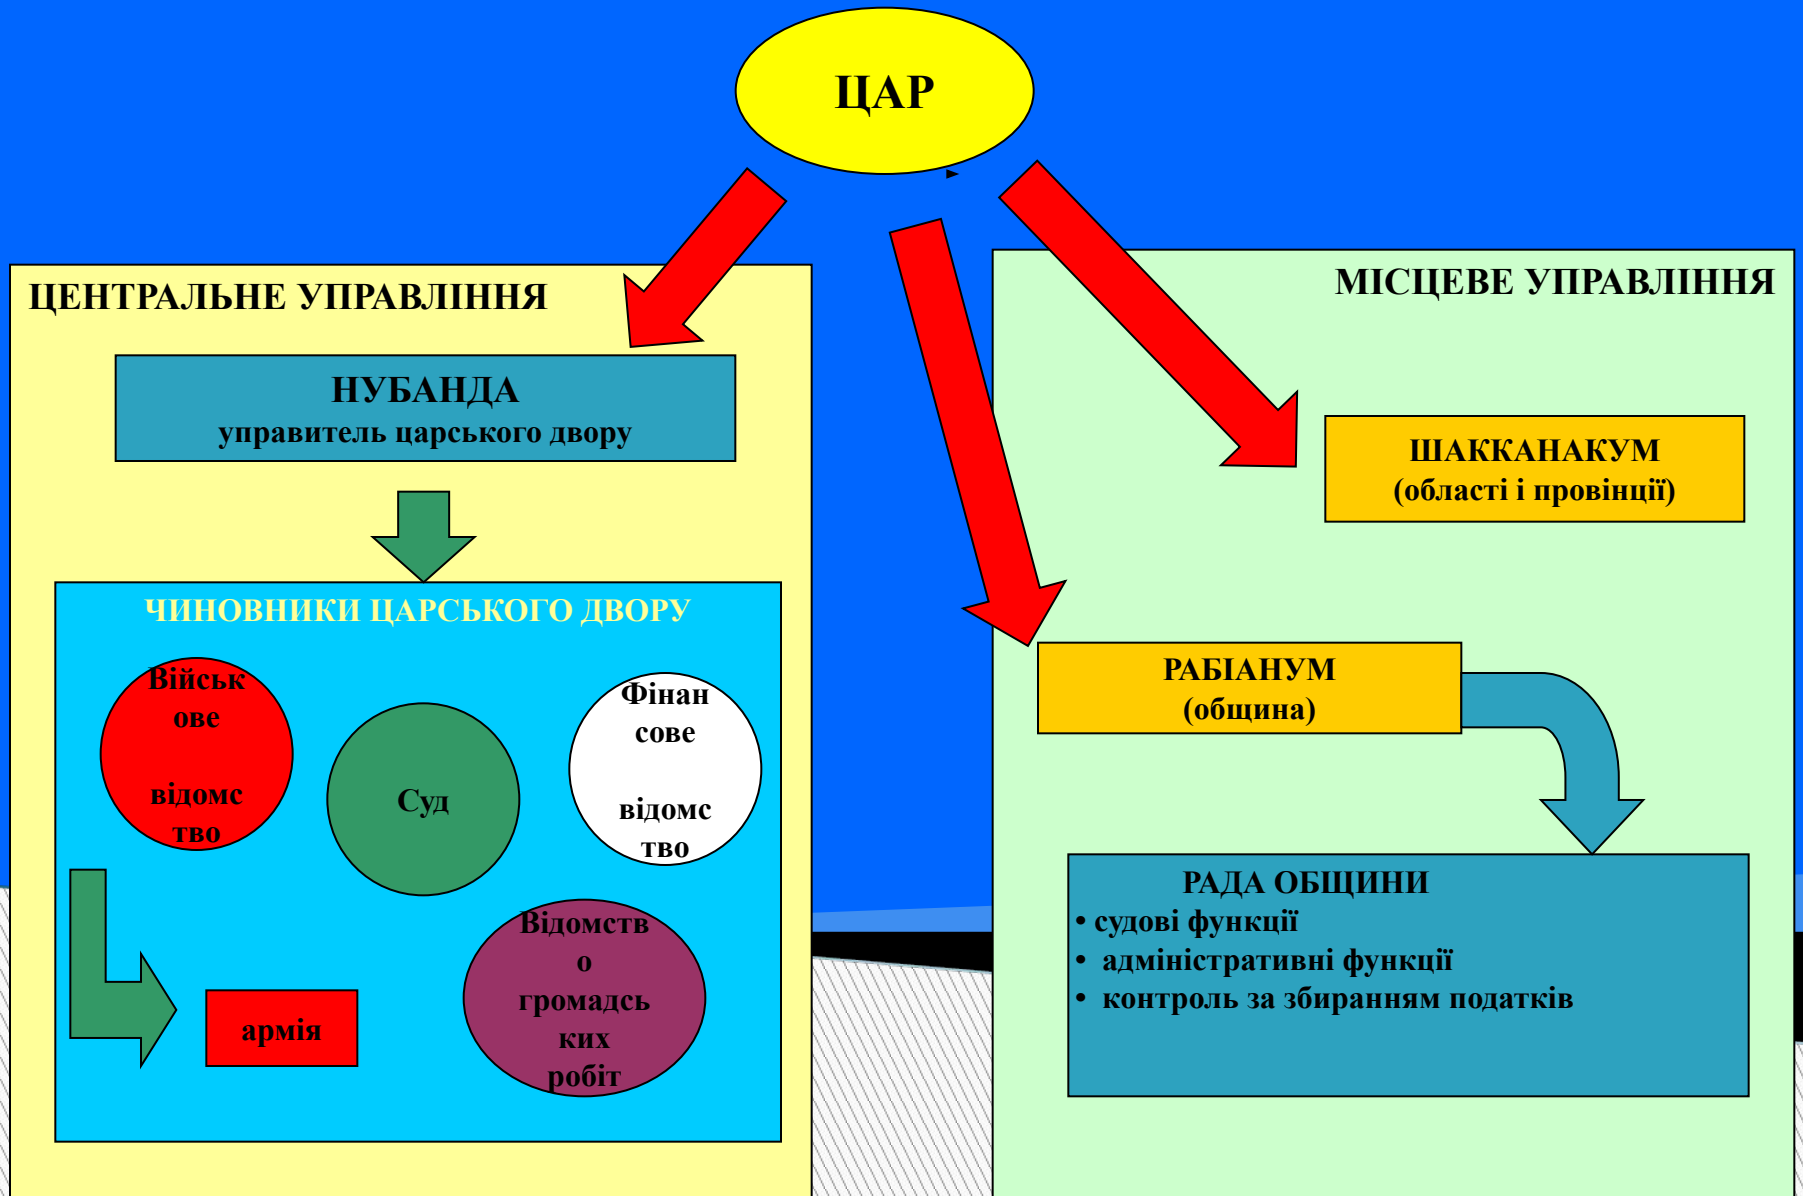 ЦАР
ЦЕНТРАЛЬНЕ УПРАВЛІННЯ
НУБАНДА
управитель царського двору
ЧИНОВНИКИ ЦАРСЬКОГО ДВОРУ
Військ
ове
відомс
тво
Суд
Фінан
сове
відомс
тво
Відомств
о
громадсь
ких
робіт
армія
МІСЦЕВЕ УПРАВЛІННЯ
ШАККАНАКУМ
(області і провінції)
РАБІАНУМ
(община)
РАДА ОБЩИНИ
• судові функції
• адміністративні функції
• контроль за збиранням податків